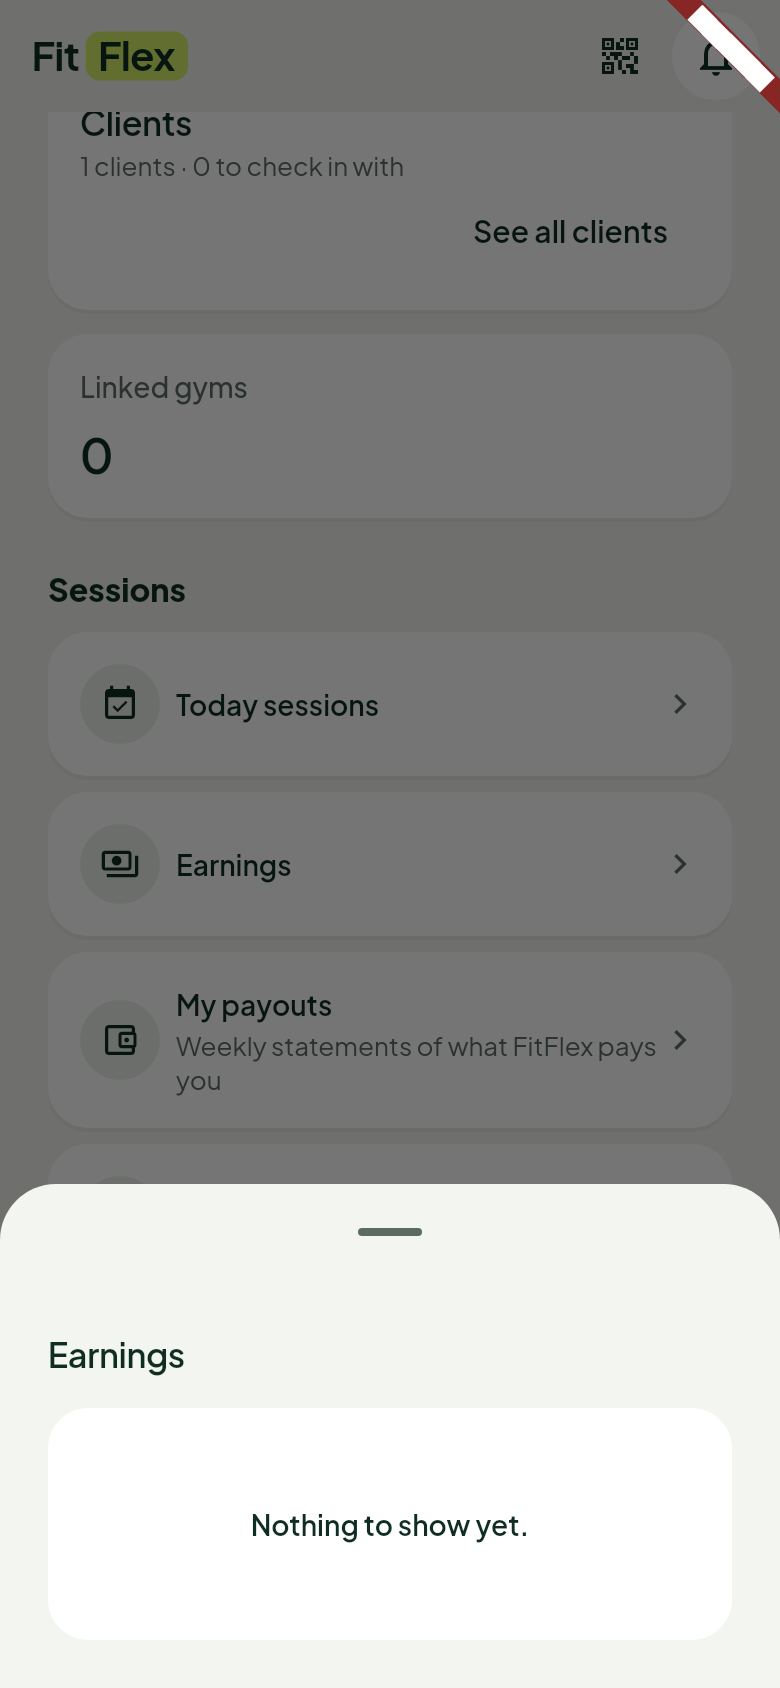 Fit Flex
Clients
1 clients · 0 to check in with
See all clients
Linked gyms
0
Sessions
Today sessions
Earnings
My payouts
Weekly statements of what FitFlex pays
you
Earnings
Nothing to show yet.